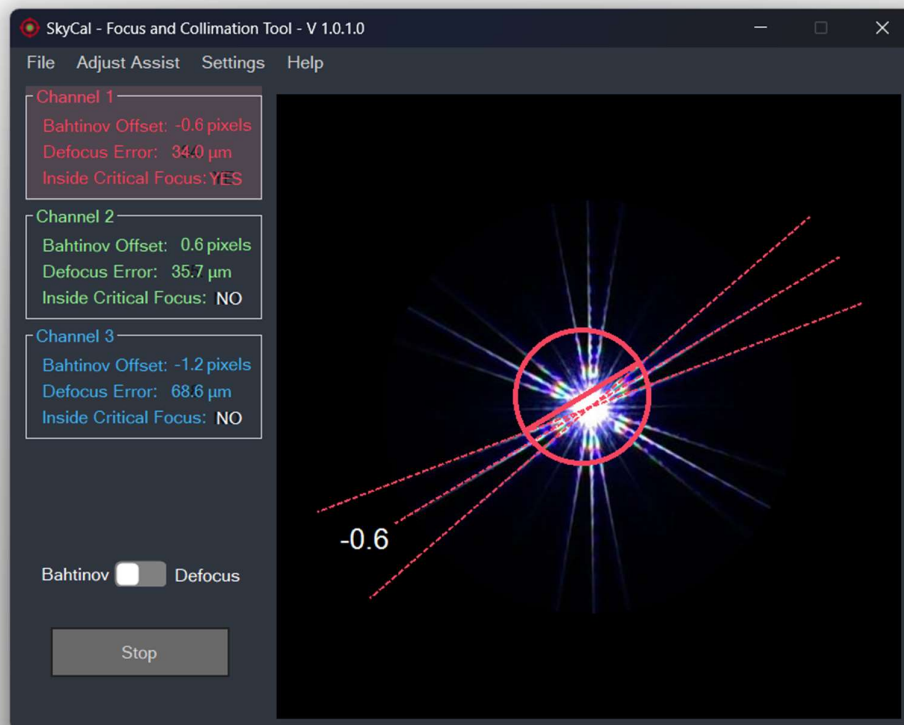 SkyCal - Focus and Collimation Tool - V 1.0.1.0
File Adjust Assist Settings Help
Channel 1
Bahtinov Offset: -0.6 pixels
Defocus Error: 34.0 µm
Inside Critical Focus: YES
Channel 2
Bahtinov Offset: 0.6 pixels
Defocus Error: 35.7 µm
Inside Critical Focus: NO
Channel 3
Bahtinov Offset: -1.2 pixels
Defocus Error: 68.6 µm
Inside Critical Focus: NO
-0.6
Bahtinov Defocus
Stop